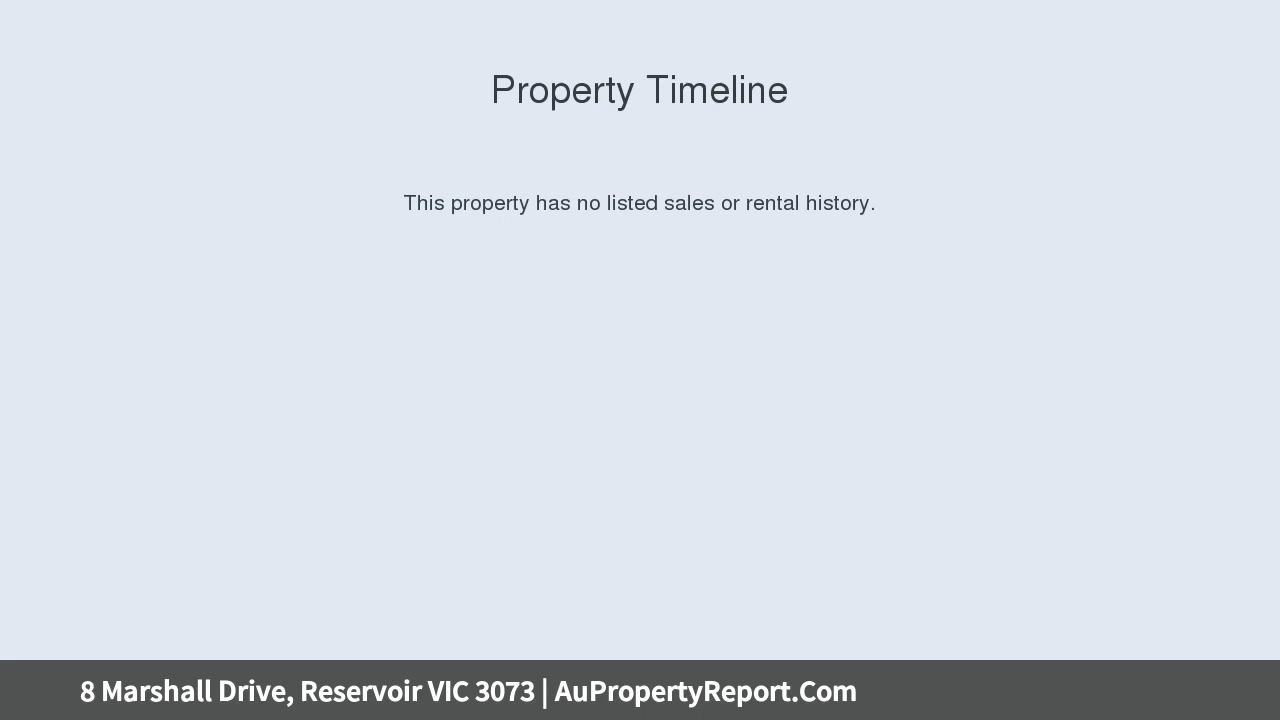 Property Timeline
This property has no listed sales or rental history.
8 Marshall Drive, Reservoir VIC 3073 | AuPropertyReport.Com